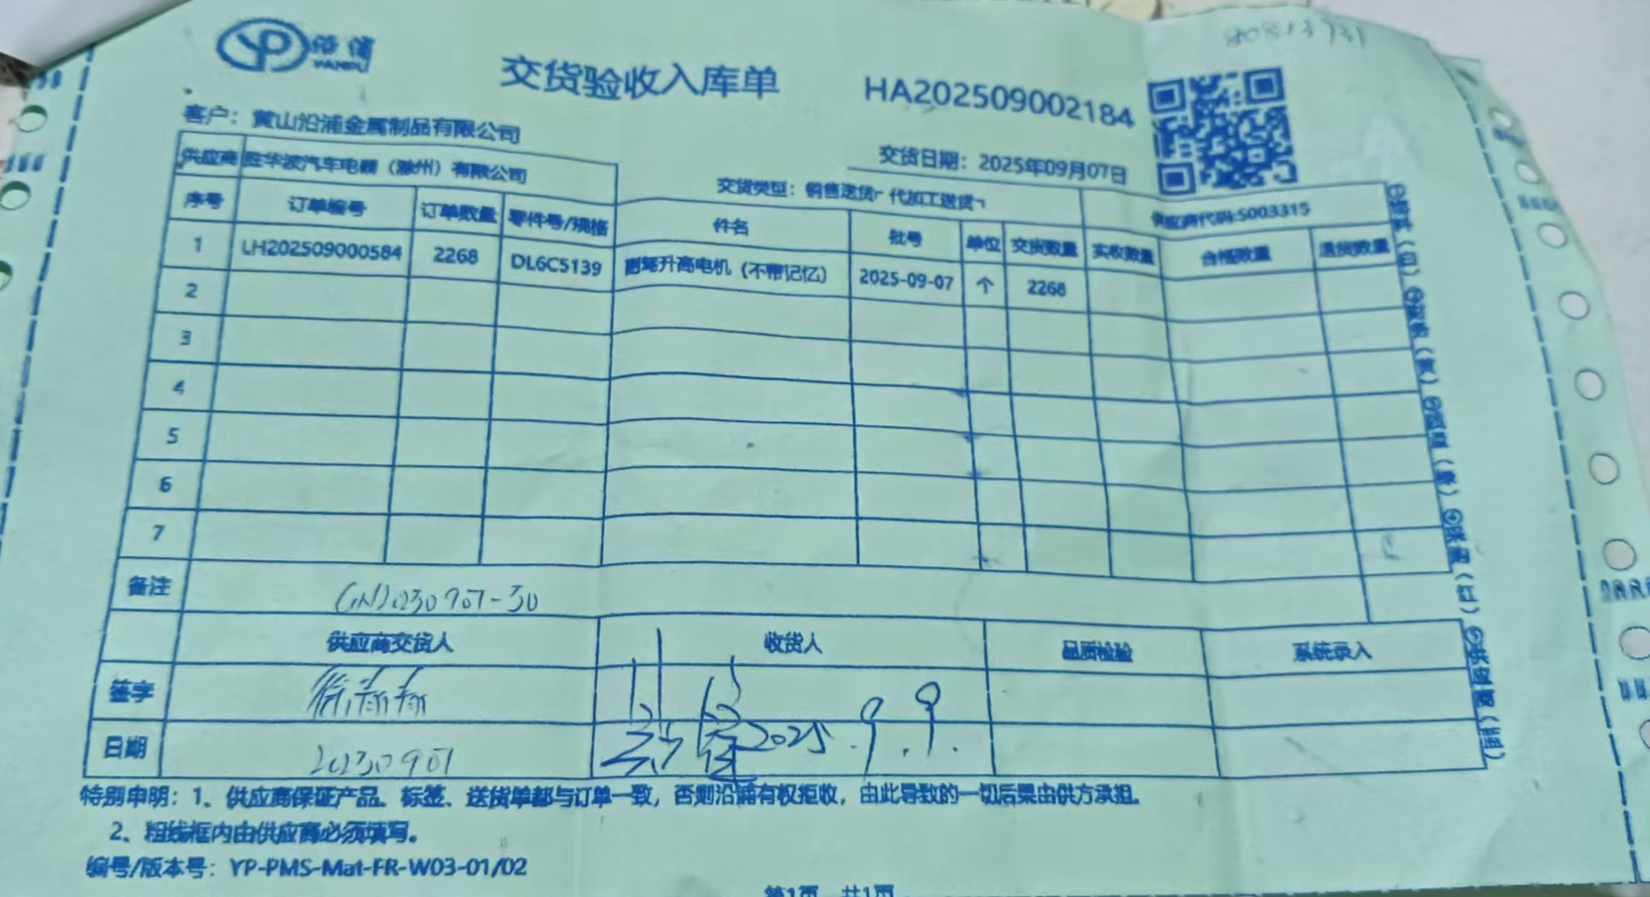 YP 沿浦
YANPU
80813731
交货验收入库单
HA202509002184
客户：黄山沿浦金属制品有限公司
交货日期：2025年09月07日
供应商 胜华波汽车电器（滁州）有限公司
交货类型：销售送货 代加工送货
供应商代码:S003315
序号 订单编号 订单数量 零件号/规格 件名 批号 单位 交货数量 实收数量 合格数量 退货数量
1 LH202509000584 2268 DL6C5139 侧驾升高电机（不带记忆） 2025-09-07 个 2268
2
3
4
5
6
7
备注
供应商交货人 收货人 品质检验 系统录入
签字
日期 2025.9.9.
特别申明：1、供应商保证产品、标签、送货单都与订单一致，否则沿浦有权拒收，由此导致的一切后果由供方承担。
2、粗线框内由供应商必须填写。
编号/版本号：YP-PMS-Mat-FR-W03-01/02
第1页 共1页